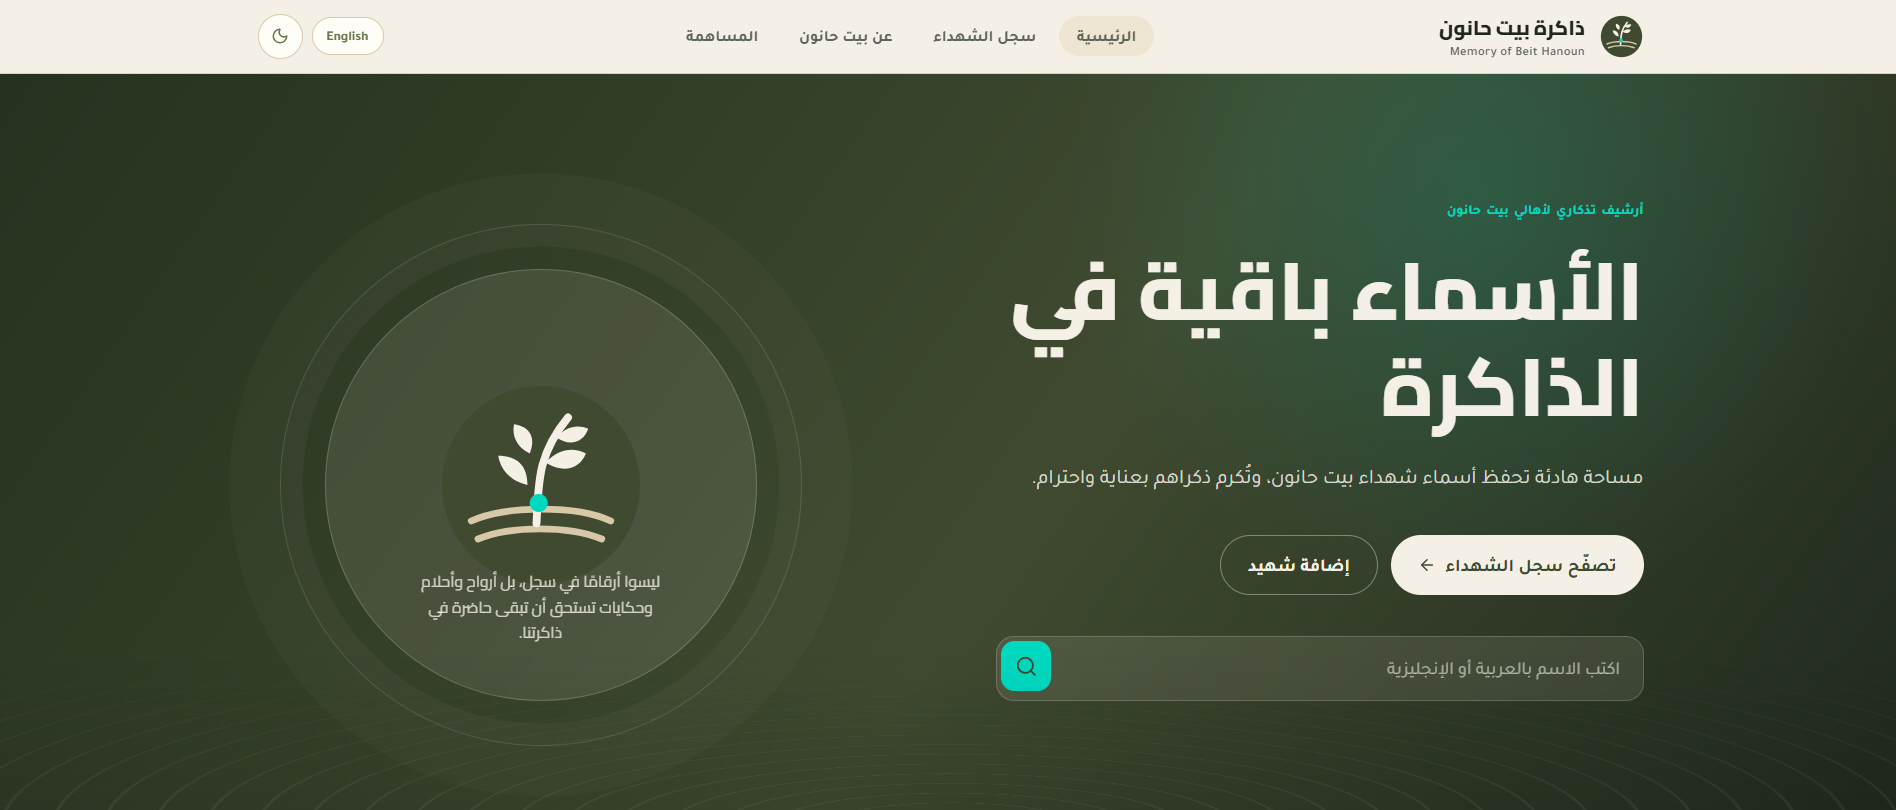 ذاكرة بيت حانون
Memory of Beit Hanoun
الرئيسية
سجل الشهداء
عن بيت حانون
المساهمة
English
أرشيف تذكاري لأهالي بيت حانون
الأسماء باقية في
الذاكرة
مساحة هادئة تحفظ أسماء شهداء بيت حانون، وتُكرم ذكراهم بعناية واحترام.
تصفّح سجل الشهداء
إضافة شهيد
اكتب الاسم بالعربية أو الإنجليزية
ليسوا أرقامًا في سجل، بل أرواح وأحلام
وحكايات تستحق أن تبقى حاضرة في
ذاكرتنا.